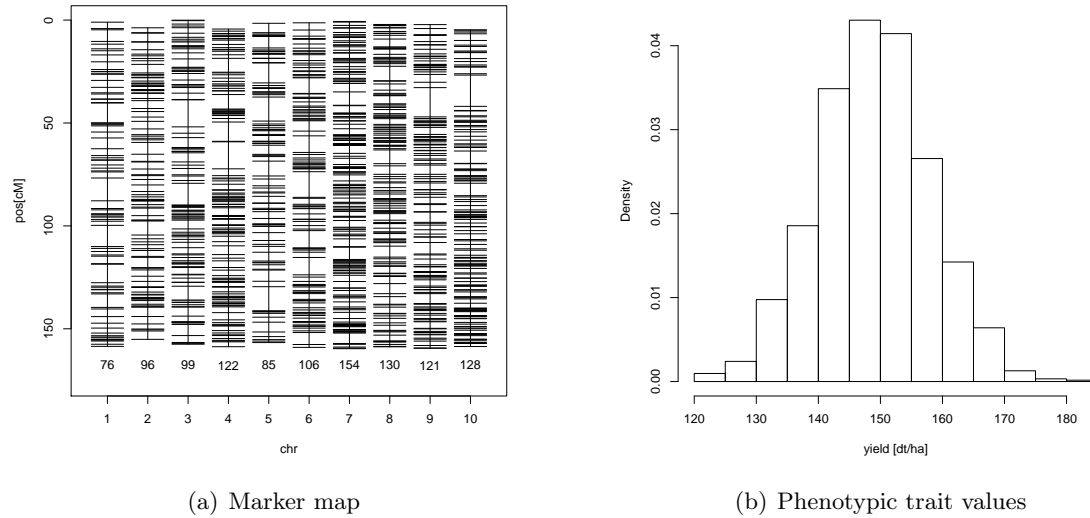 0
50
100
150
pos[cM]
76 96 99 122 85 106 154 130 121 128
1 2 3 4 5 6 7 8 9 10
chr
(a) Marker map
0.04
0.03
0.02
0.01
0.00
Density
120 130 140 150 160 170 180
yield [dt/ha]
(b) Phenotypic trait values